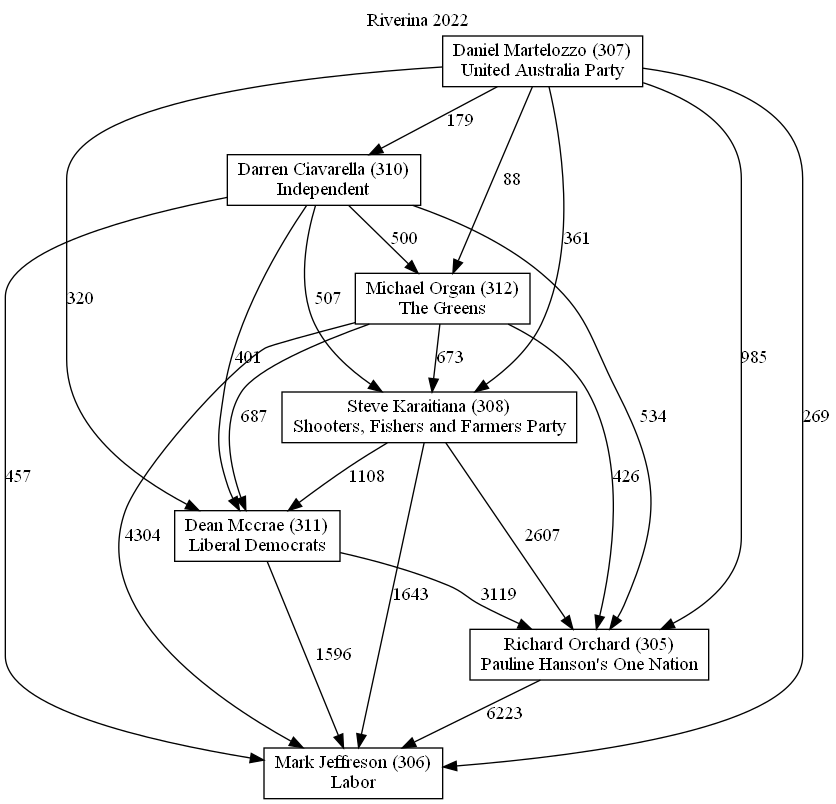 Riverina 2022
Daniel Martelozzo (307)
United Australia Party
179
Darren Ciavarella (310)
Independent
88
500
361
Michael Organ (312)
The Greens
320
507
401
673
985
Steve Karaitiana (308)
Shooters, Fishers and Farmers Party
687
534
269
457
1108
426
Dean Mccrae (311)
Liberal Democrats
4304
2607
1643
3119
Richard Orchard (305)
Pauline Hanson's One Nation
1596
6223
Mark Jeffreson (306)
Labor